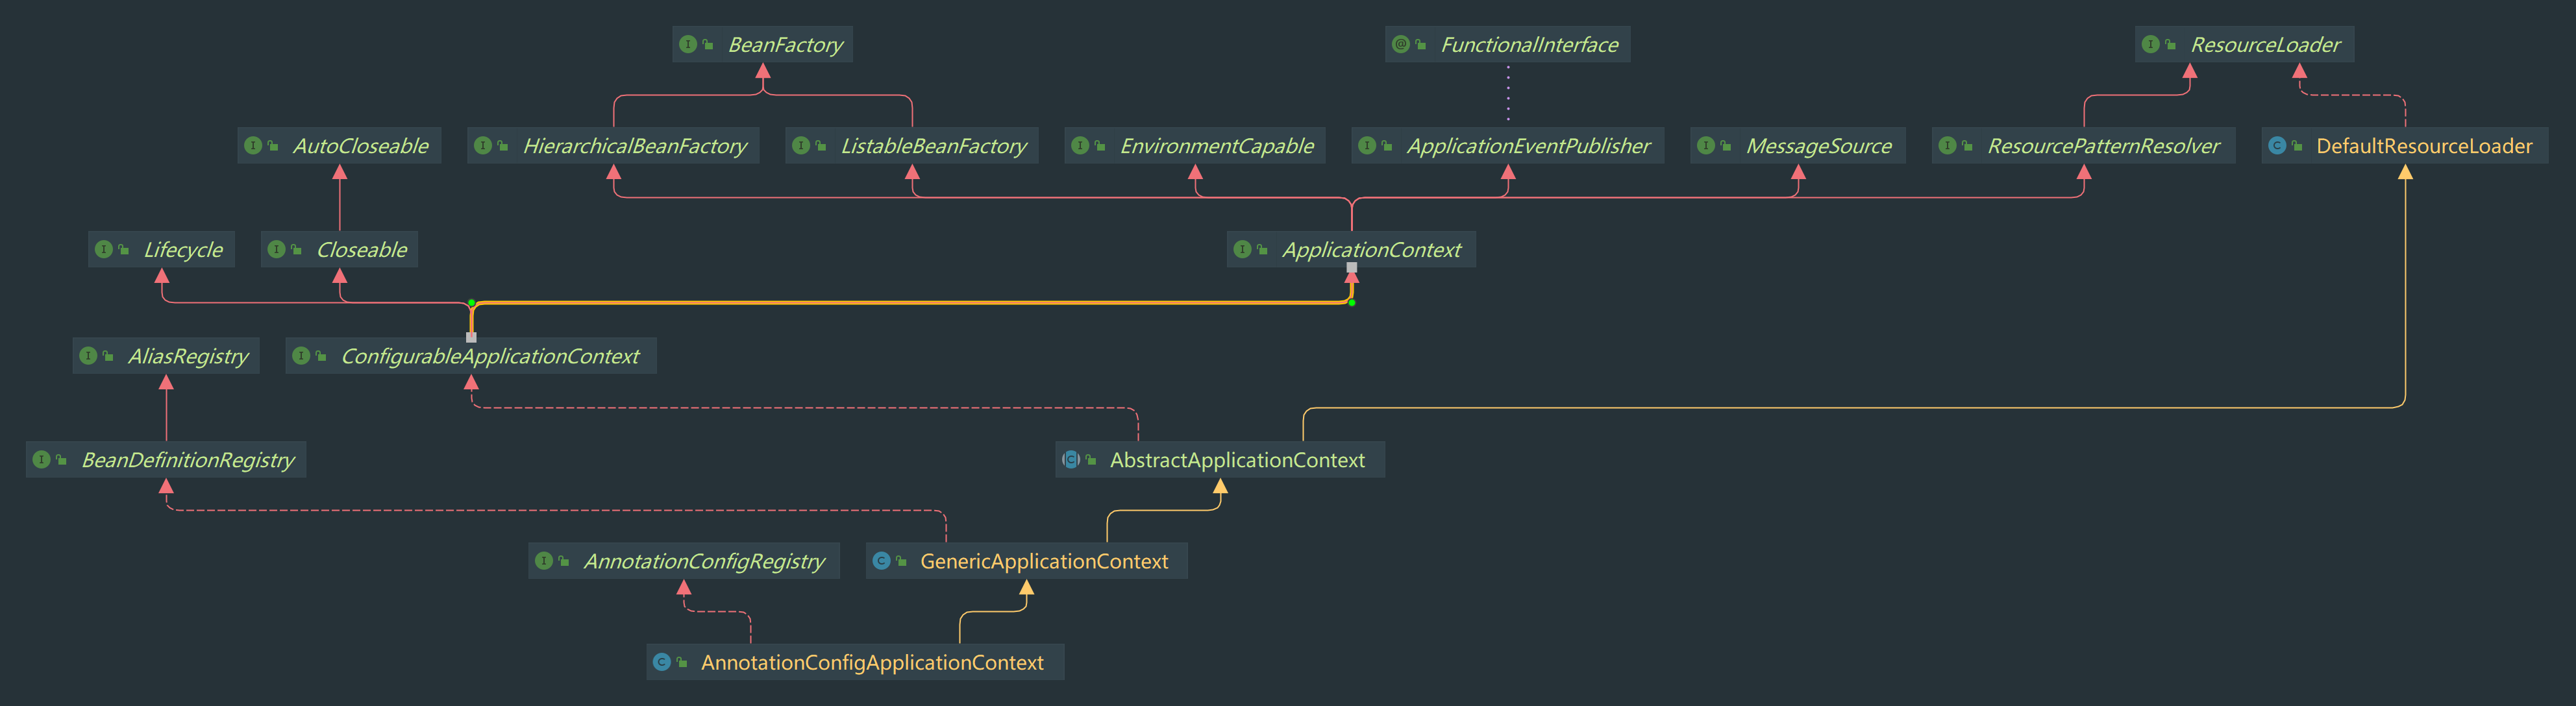 BeanFactory
FunctionalInterface
ResourceLoader
AutoCloseable
HierarchicalBeanFactory
ListableBeanFactory
EnvironmentCapable
ApplicationEventPublisher
MessageSource
ResourcePatternResolver
DefaultResourceLoader
Lifecycle
Closeable
ApplicationContext
AliasRegistry
ConfigurableApplicationContext
BeanDefinitionRegistry
AbstractApplicationContext
AnnotationConfigRegistry
GenericApplicationContext
AnnotationConfigApplicationContext